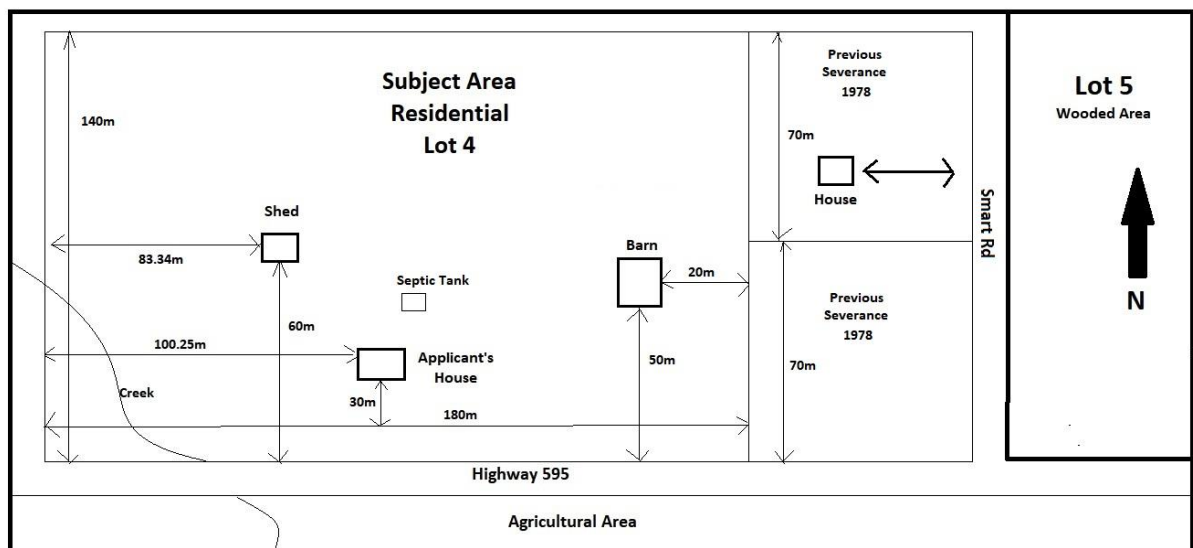 Subject Area
Residential
Lot 4
140m
Previous
Severance
1978
70m
House
Lot 5
Wooded Area
Smart Rd
N
Shed
83.34m
Barn
20m
Septic Tank
60m
100.25m
Applicant's
House
50m
Previous
Severance
1978
70m
Creek
30m
180m
Highway 595
Agricultural Area